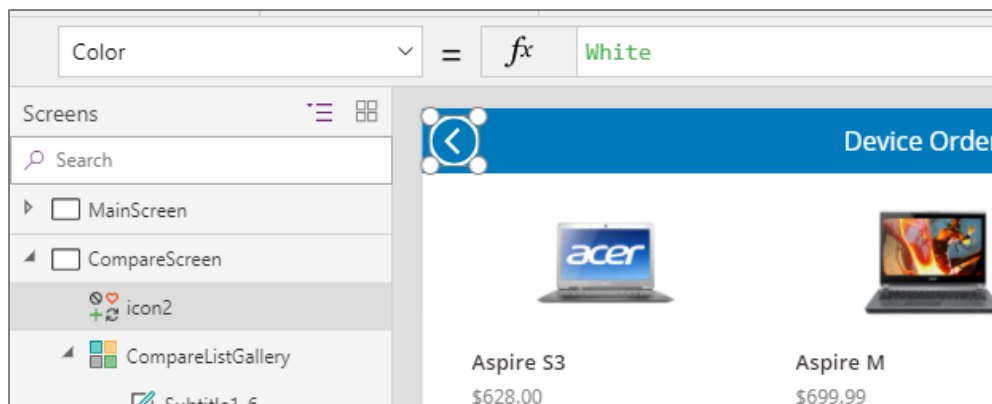 Color = fx White
Screens
Search
MainScreen
CompareScreen
icon2
CompareListGallery
Subtitle1_6
Device Order
acer
Aspire S3 Aspire M
$628.00 $699.99